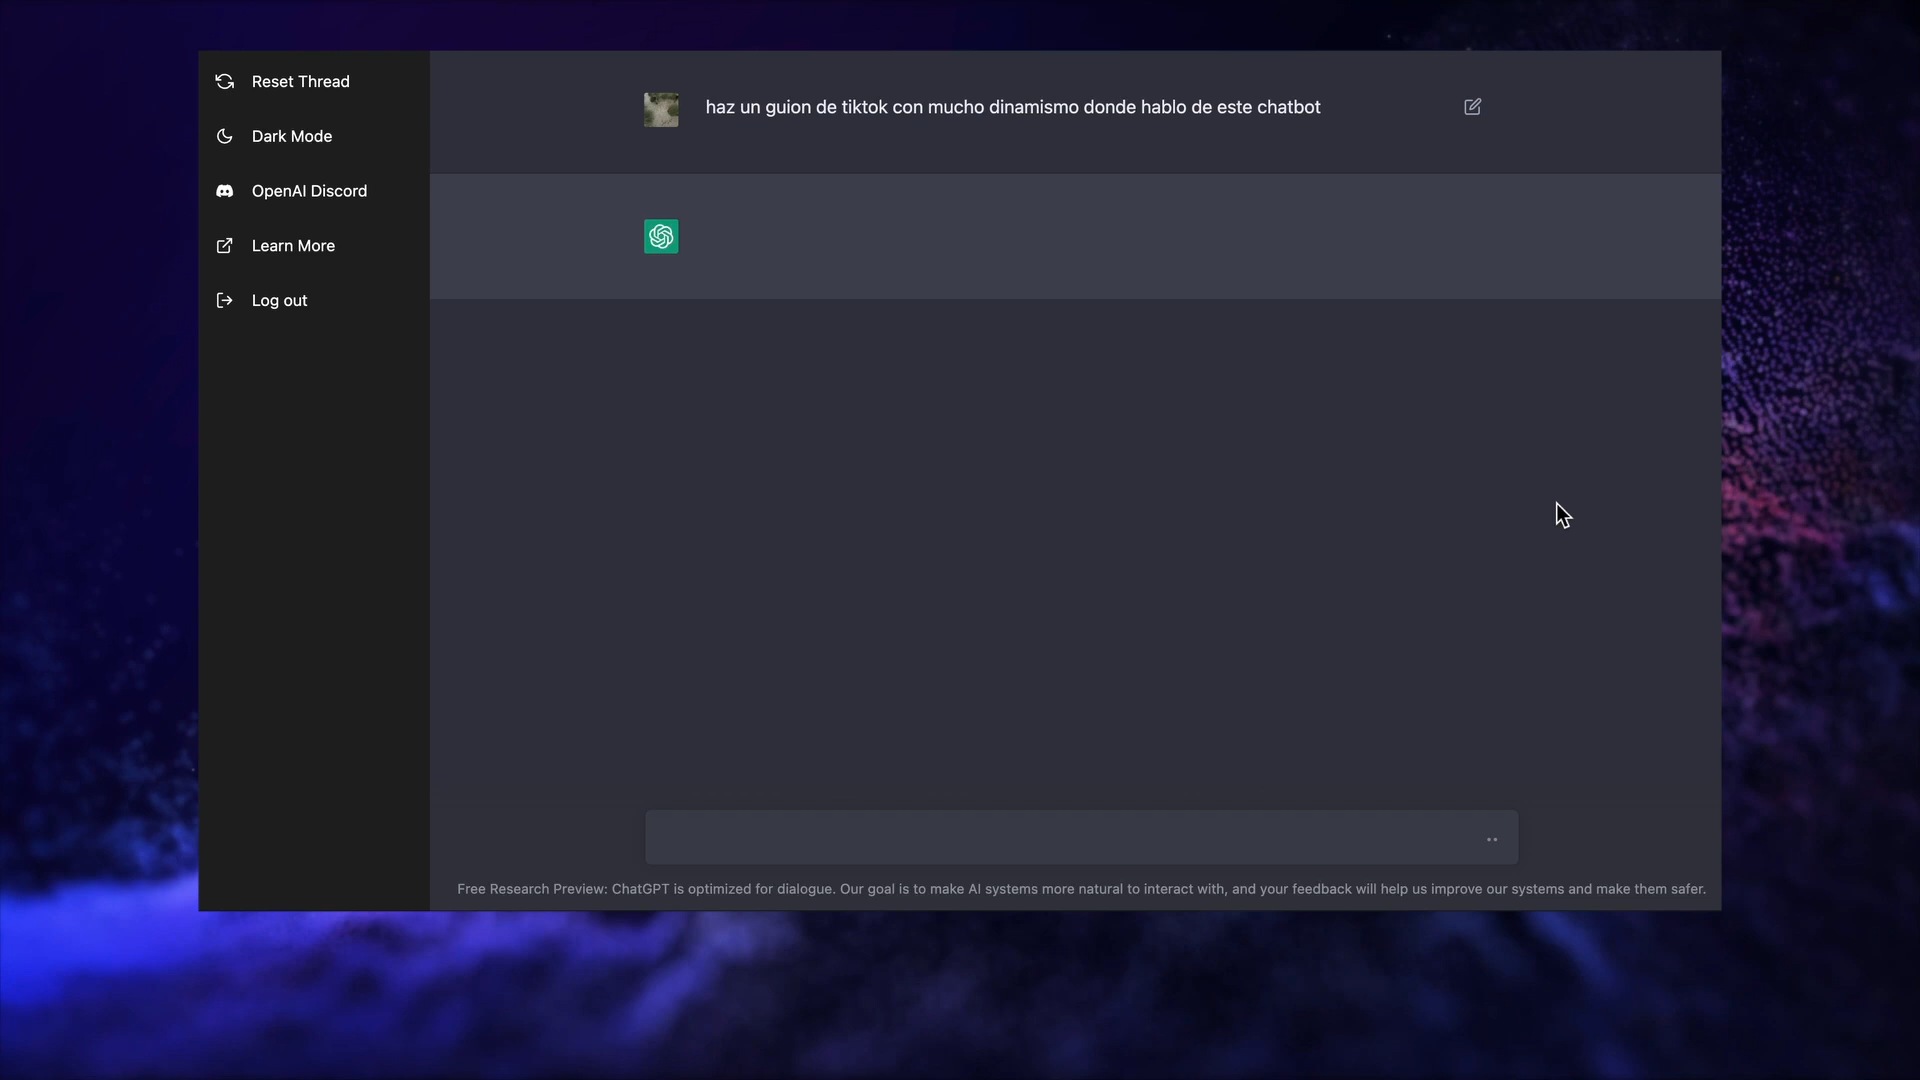 Reset Thread
Dark Mode
OpenAI Discord
Learn More
Log out
haz un guion de tiktok con mucho dinamismo donde hablo de este chatbot
Free Research Preview: ChatGPT is optimized for dialogue. Our goal is to make AI systems more natural to interact with, and your feedback will help us improve our systems and make them safer.